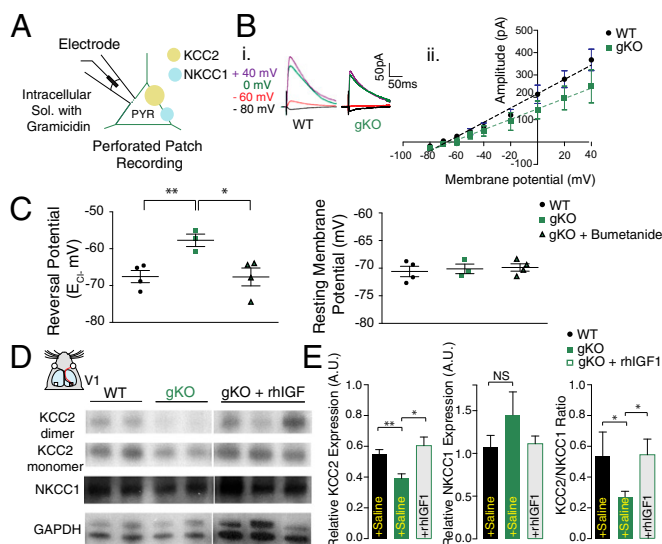 A
Electrode
KCC2
NKCC1
Intracellular
Sol. with
Gramicidin
PYR
Perforated Patch
Recording
B
i.
+ 40 mV
0 mV
- 60 mV
- 80 mV
WT
gKO
50pA
50ms
ii.
Amplitude (pA)
500
400
300
200
100
-100 -80 -60 -40 -20 0 20 40
Membrane potential (mV)
WT
gKO
C
Reversal Potential
(ECl- mV)
-50
-60
-70
-80
**
*
Resting Membrane
Potential (mV)
-60
-65
-70
-75
-80
WT
gKO
gKO + Bumetanide
D
V1
WT
gKO
gKO + rhIGF
KCC2
dimer
KCC2
monomer
NKCC1
GAPDH
E
WT
gKO
gKO + rhIGF1
Relative KCC2 Expression (A.U.)
1.0
0.8
0.6
0.4
0.2
0.0
**
*
+Saline
+Saline
+rhIGF1
Relative NKCC1 Expression (A.U.)
1.5
1.0
0.5
0.0
NS
+Saline
+Saline
+rhIGF1
KCC2/NKCC1 Ratio
1.0
0.8
0.6
0.4
0.2
0.0
*
*
+Saline
+Saline
+rhIGF1